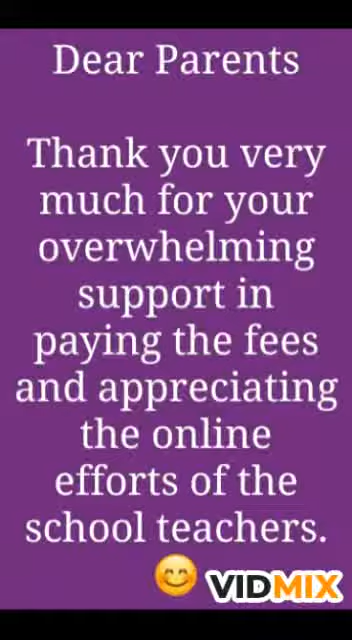 Dear Parents
Thank you very
much for your
overwhelming
support in
paying the fees
and appreciating
the online
efforts of the
school teachers.
😊 VIDMIX